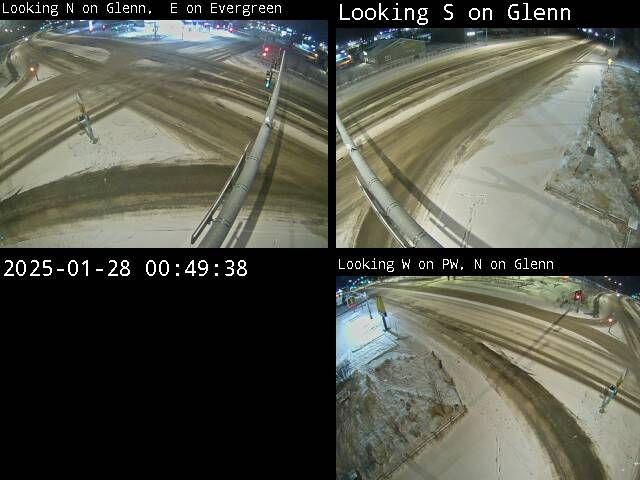 Looking N on Glenn,  E on Evergreen
Looking S on Glenn
2025-01-28 00:49:38
Looking W on PW, N on Glenn